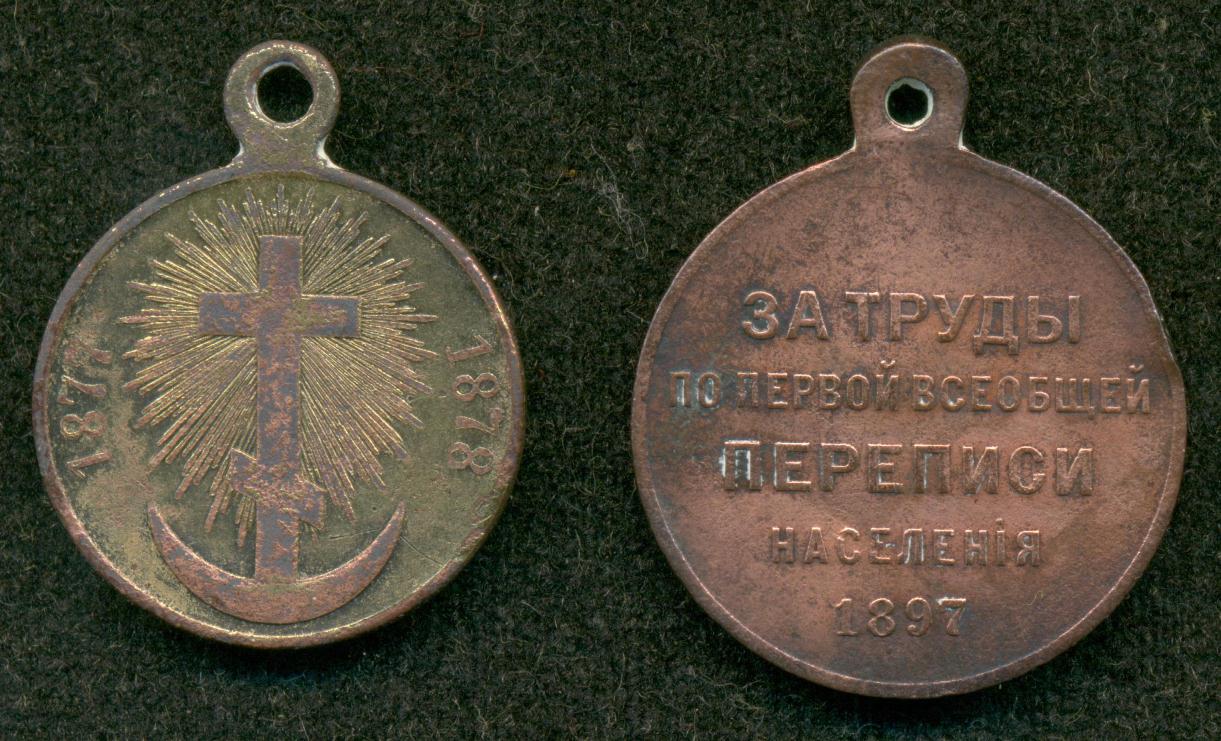 1877
1878
ЗА ТРУДЫ
ПО ПЕРВОЙ ВСЕОБЩЕЙ
ПЕРЕПИСИ
НАСЕЛЕНІЯ
1897